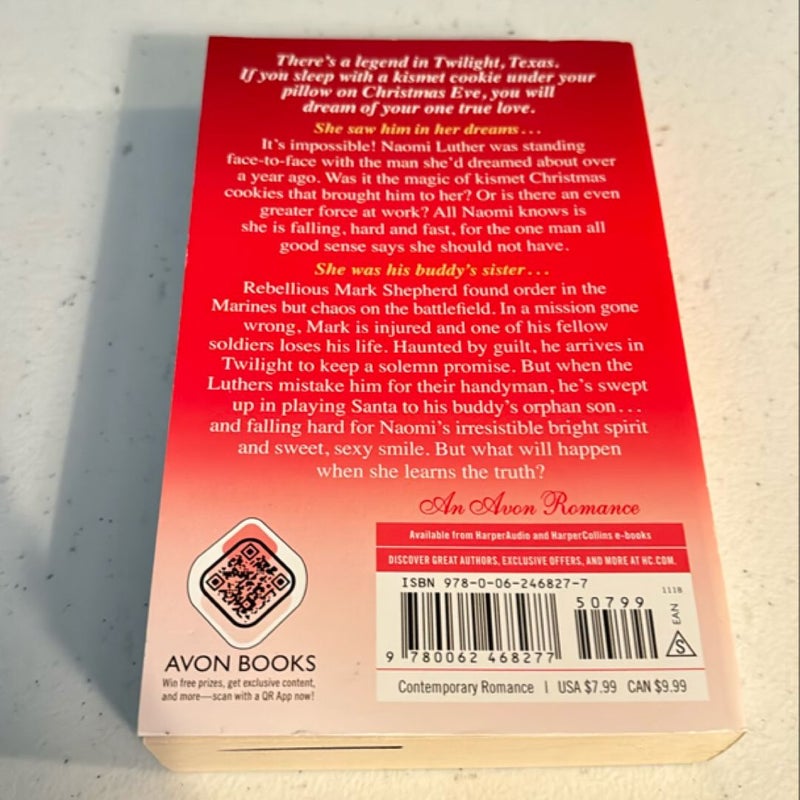 There's a legend in Twilight, Texas.
If you sleep with a kismet cookie under your
pillow on Christmas Eve, you will
dream of your one true love.
She saw him in her dreams...
It's impossible! Naomi Luther was standing
face-to-face with the man she'd dreamed about over
a year ago. Was it the magic of kismet Christmas
cookies that brought him to her? Or is there an even
greater force at work? All Naomi knows is
she is falling, hard and fast, for the one man all
good sense says she should not have.
She was his buddy's sister...
Rebellious Mark Shepherd found order in the
Marines but chaos on the battlefield. In a mission gone
wrong, Mark is injured and one of his fellow
soldiers loses his life. Haunted by guilt, he arrives in
Twilight to keep a solemn promise. But when the
Luthers mistake him for their handyman, he's swept
up in playing Santa to his buddy's orphan son...
and falling hard for Naomi's irresistible bright spirit
and sweet, sexy smile. But what will happen
when she learns the truth?
An Avon Romance
Available from HarperAudio and HarperCollins e-books
DISCOVER GREAT AUTHORS, EXCLUSIVE OFFERS, AND MORE AT HC.COM.
ISBN 978-0-06-246827-7
1118
50799
EAN
S
9 780062 468277
Contemporary Romance | USA $7.99 CAN $9.99
AVON BOOKS
Win free prizes, get exclusive content,
and more—scan with a QR App now!